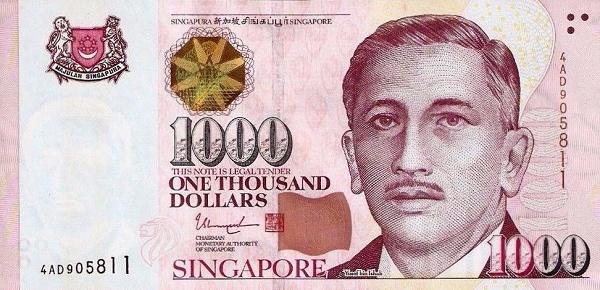 SINGAPURA 新加坡 சிங்கப்பூர் SINGAPORE
MAJULAH SINGAPURA
4AD905811
1000
THIS NOTE IS LEGAL TENDER
ONE THOUSAND
DOLLARS
CHAIRMAN
MONETARY AUTHORITY
OF SINGAPORE
4AD905811
SINGAPORE
Yusof bin Ishak
1000